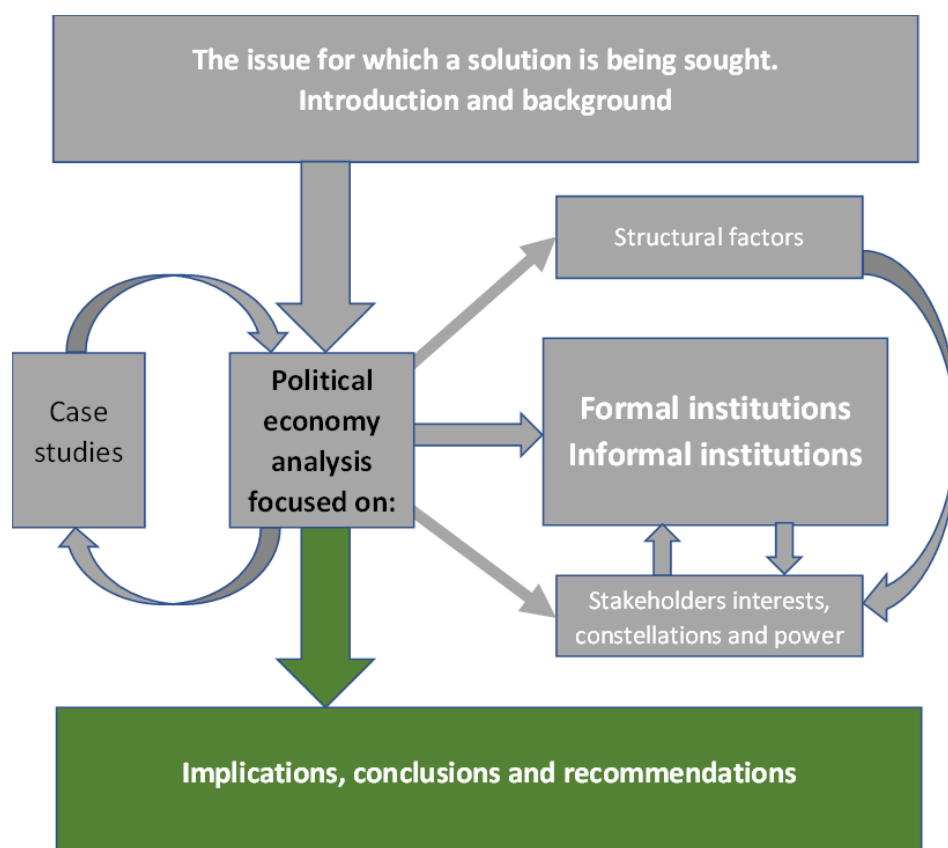 The issue for which a solution is being sought.
Introduction and background
Structural factors
Case
studies
Political
economy
analysis
focused on:
Formal institutions
Informal institutions
Stakeholders interests,
constellations and power
Implications, conclusions and recommendations